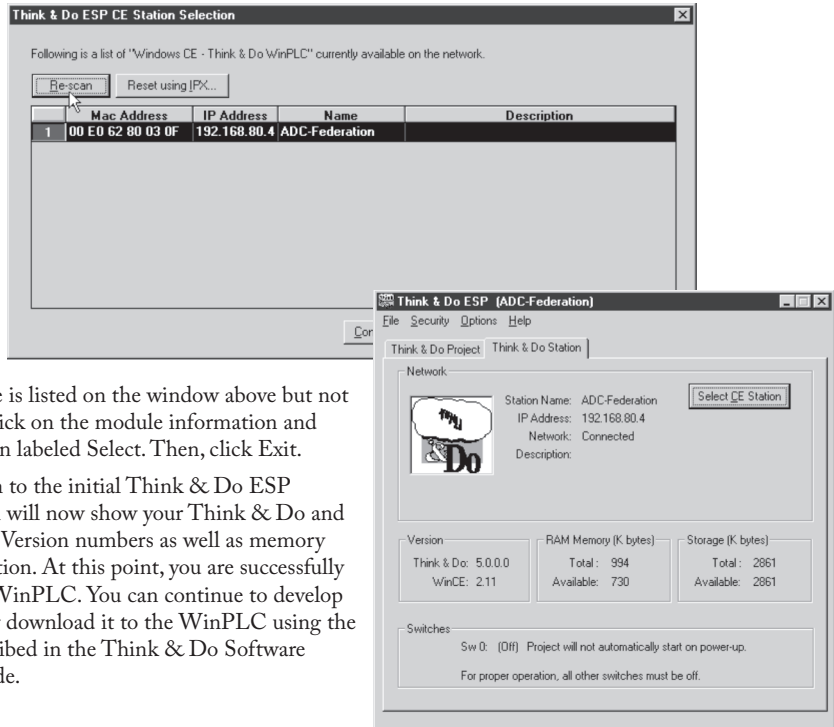 Think & Do ESP CE Station Selection
Following is a list of "Windows CE - Think & Do WinPLC" currently available on the network.
Re-scan
Reset using IPX...
Mac Address IP Address Name Description
1 00 E0 62 80 03 0F 192.168.80.4 ADC-Federation
Think & Do ESP (ADC-Federation)
File Security Options Help
Think & Do Project Think & Do Station
Network
Think
Do
Station Name: ADC-Federation
IP Address: 192.168.80.4
Network: Connected
Description:
Select CE Station
Version
Think & Do: 5.0.0.0
WinCE: 2.11
RAM Memory (K bytes)
Total: 994
Available: 730
Storage (K bytes)
Total: 2861
Available: 2861
Switches
Sw 0: (Off) Project will not automatically start on power-up.
For proper operation, all other switches must be off.
is listed on the window above but not
ick on the module information and
n labeled Select. Then, click Exit.
to the initial Think & Do ESP
will now show your Think & Do and
Version numbers as well as memory
tion. At this point, you are successfully
WinPLC. You can continue to develop
download it to the WinPLC using the
ibed in the Think & Do Software
de.